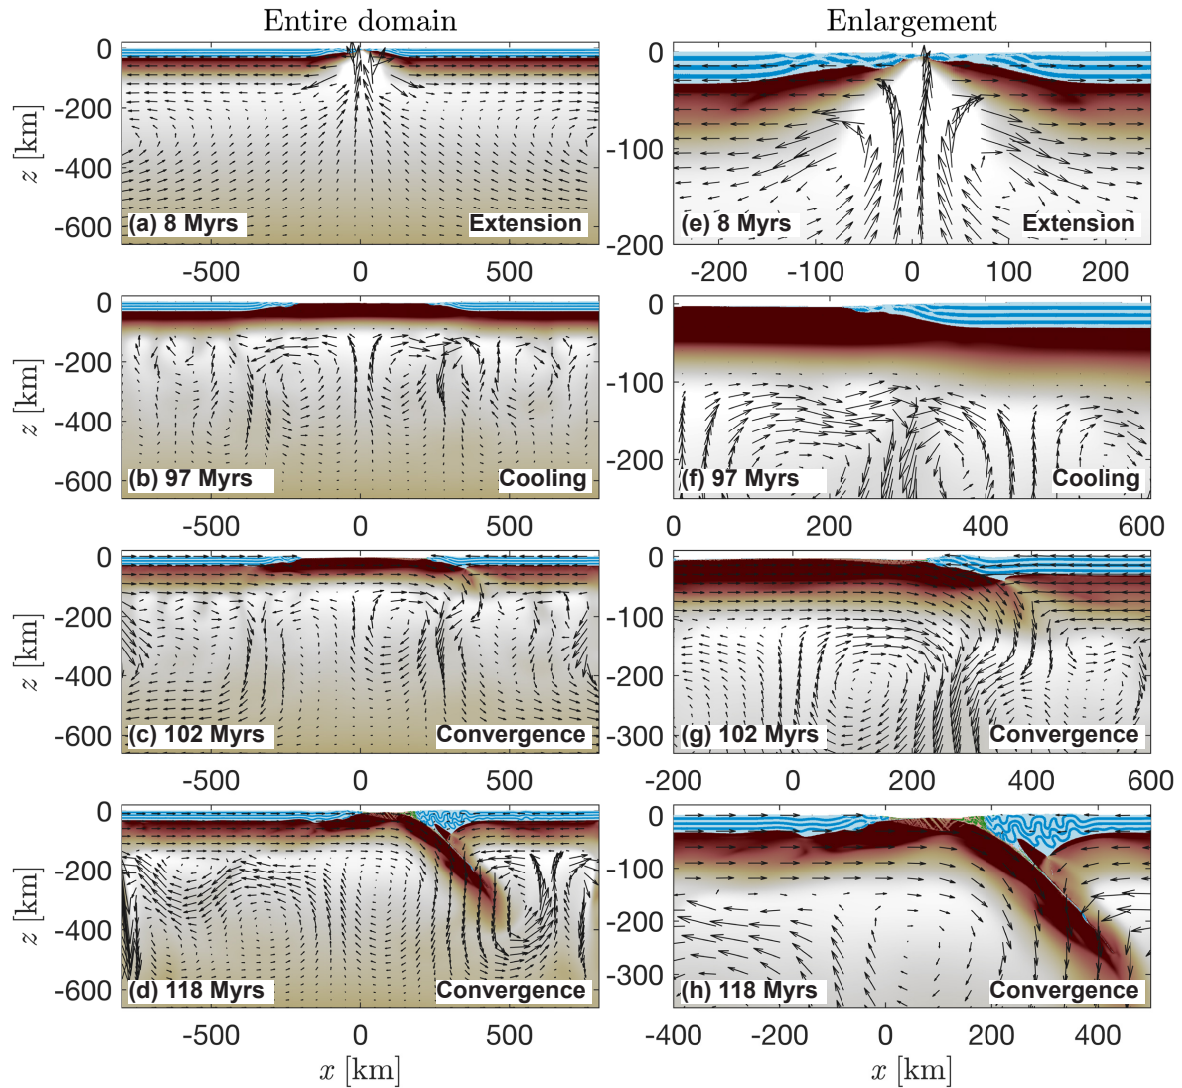 Entire domain
Enlargement
0
-200
-400
-600
z [km]
(a) 8 Myrs
Extension
-500
0
500
0
-100
-200
(e) 8 Myrs
Extension
-200
-100
0
100
200
0
-200
-400
-600
z [km]
(b) 97 Myrs
Cooling
-500
0
500
0
-100
-200
(f) 97 Myrs
Cooling
0
200
400
600
0
-200
-400
-600
z [km]
(c) 102 Myrs
Convergence
-500
0
500
0
-100
-200
-300
(g) 102 Myrs
Convergence
-200
0
200
400
600
0
-200
-400
-600
z [km]
(d) 118 Myrs
Convergence
-500
0
500
x [km]
0
-100
-200
-300
(h) 118 Myrs
Convergence
-400
-200
0
200
400
x [km]